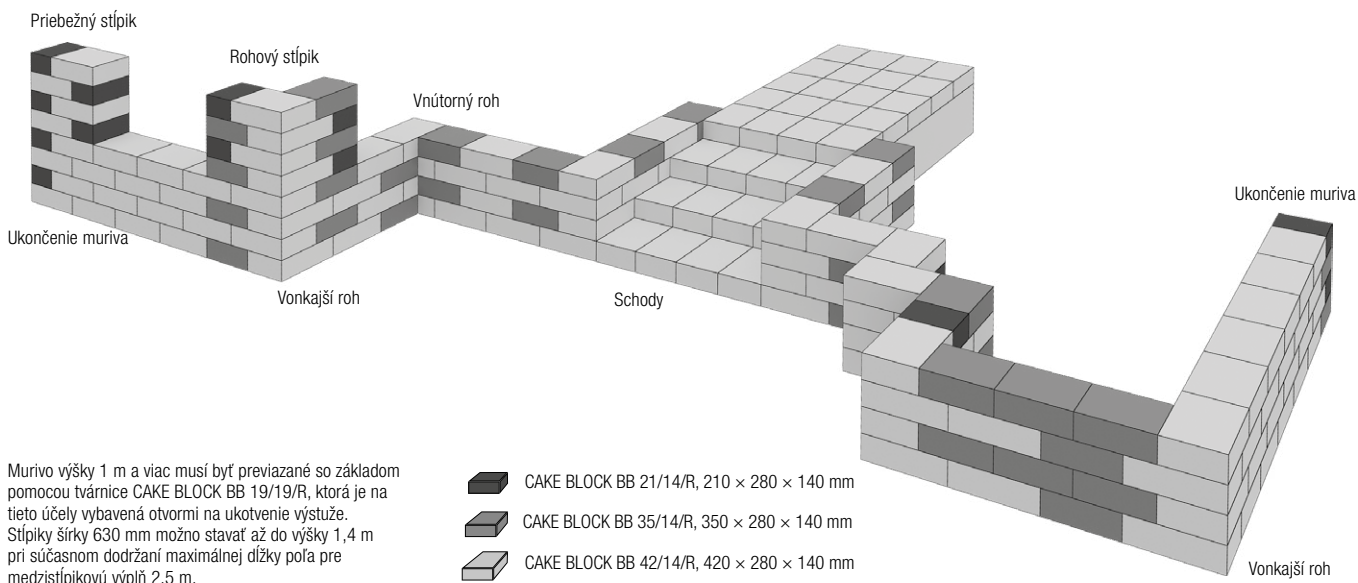 Priebežný stĺpik
Rohový stĺpik
Vnútorný roh
Ukončenie muriva
Ukončenie muriva
Vonkajší roh
Schody
Murivo výšky 1 m a viac musí byť previazané so základom
pomocou tvárnice CAKE BLOCK BB 19/19/R, ktorá je na
tieto účely vybavená otvormi na ukotvenie výstuže.
Stĺpiky šírky 630 mm možno stavať až do výšky 1,4 m
pri súčasnom dodržaní maximálnej dĺžky poľa pre
medzistĺpikovú výplň 2,5 m.
CAKE BLOCK BB 21/14/R, 210 × 280 × 140 mm
CAKE BLOCK BB 35/14/R, 350 × 280 × 140 mm
CAKE BLOCK BB 42/14/R, 420 × 280 × 140 mm
Vonkajší roh